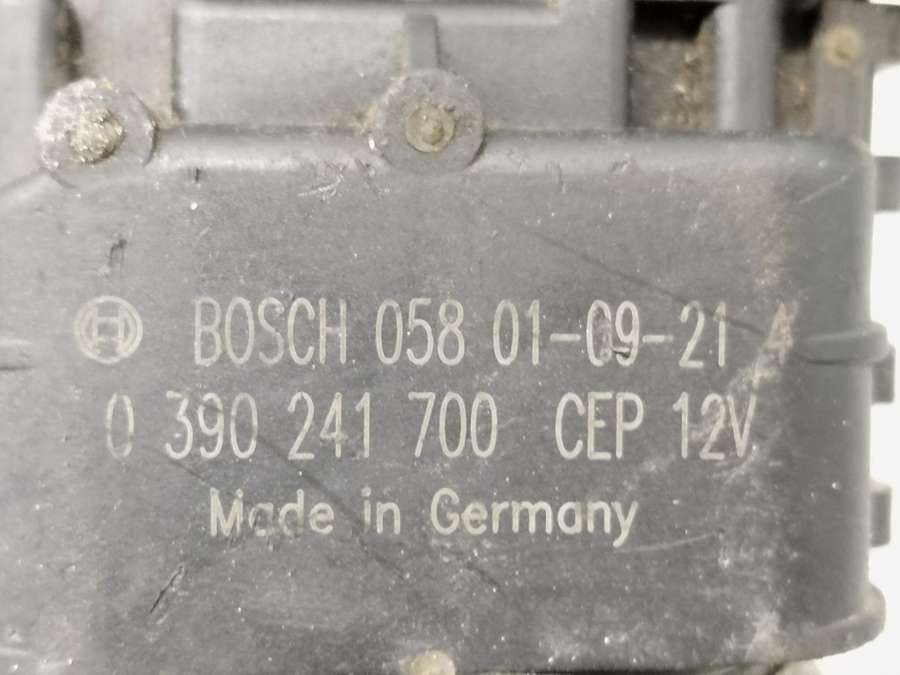 BOSCH 058 01-09-21 A
0 390 241 700 CEP 12V
Made in Germany